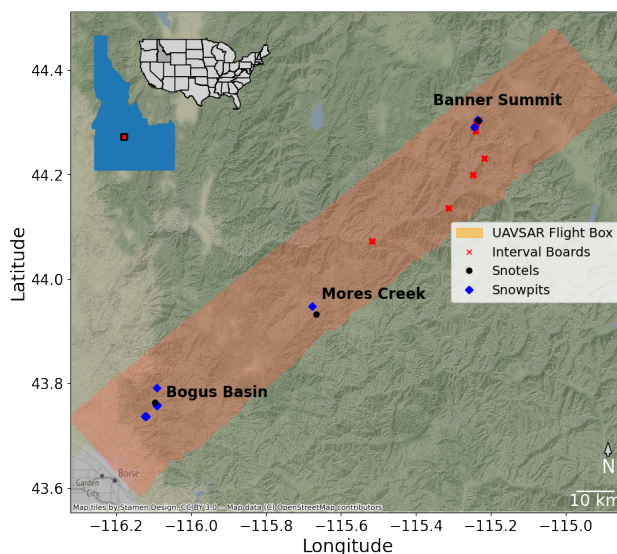 Banner Summit
UAVSAR Flight Box
Interval Boards
Snotels
Snowpits
Mores Creek
Bogus Basin
Boise
Garden
City
N
10 km
Map tiles by Stamen Design, CC BY 3.0 -- Map data (C) OpenStreetMap contributors
44.4
44.2
44.0
43.8
43.6
Latitude
−116.2
−116.0
−115.8
−115.6
−115.4
−115.2
−115.0
Longitude